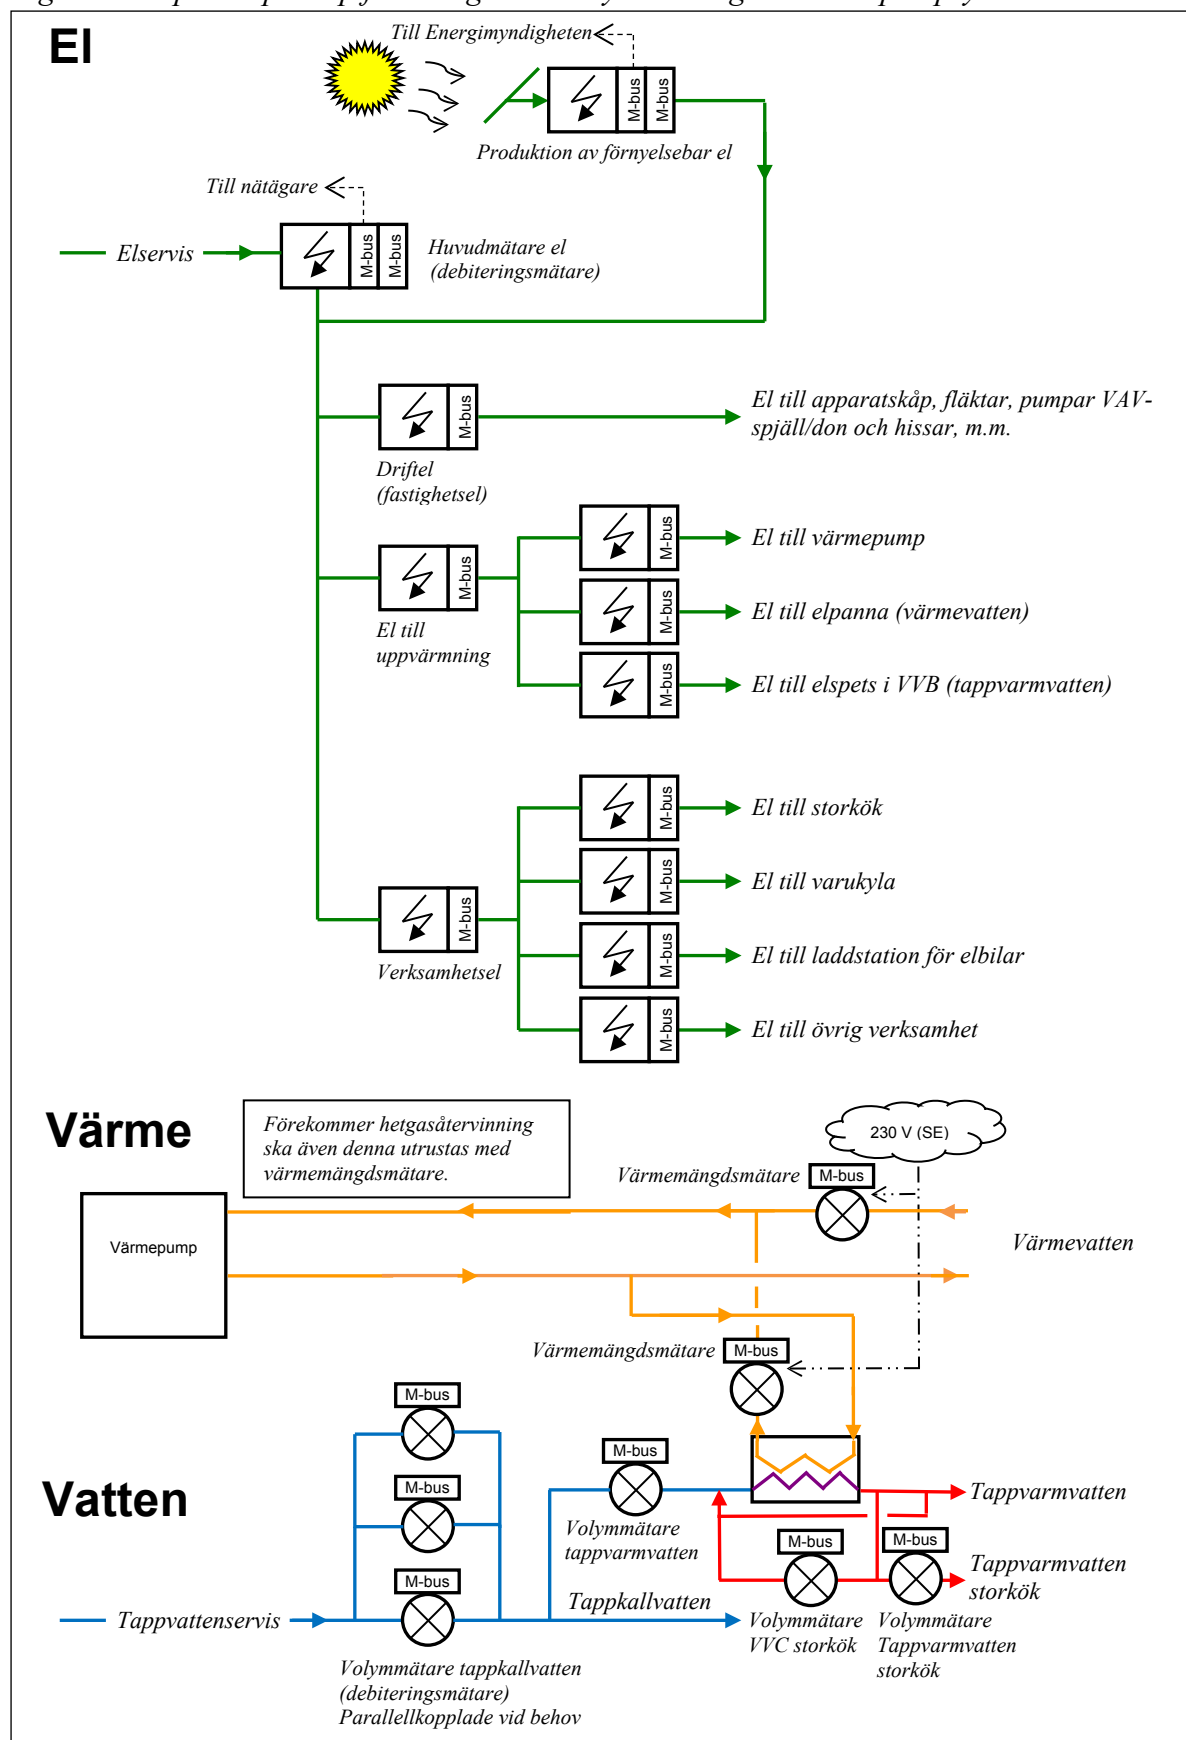 El
Till Energimyndigheten
M-bus
M-bus
Produktion av förnyelsebar el
Till nätägare
Elservis
M-bus
M-bus
Huvudmätare el
(debiteringsmätare)
M-bus
El till apparatskåp, fläktar, pumpar VAV-
spjäll/don och hissar, m.m.
Driftel
(fastighetsel)
M-bus
El till värmepump
M-bus
El till
uppvärmning
M-bus
El till elpanna (värmevatten)
M-bus
El till elspets i VVB (tappvarmvatten)
M-bus
El till storkök
M-bus
El till varukyla
M-bus
Verksamhetsel
M-bus
El till laddstation för elbilar
M-bus
El till övrig verksamhet
Värme
Förekommer hetgasåtervinning
ska även denna utrustas med
värmemängdsmätare.
230 V (SE)
Värmemängdsmätare
M-bus
Värmepump
Värmevatten
Värmemängdsmätare
M-bus
Vatten
M-bus
M-bus
M-bus
M-bus
Volymmätare
tappvarmvatten
Tappvarmvatten
M-bus
M-bus
Tappvarmvatten
storkök
Tappvattenservis
Tappkallvatten
Volymmätare
VVC storkök
Volymmätare
Tappvarmvatten
storkök
Volymmätare tappkallvatten
(debiteringsmätare)
Parallellkopplade vid behov